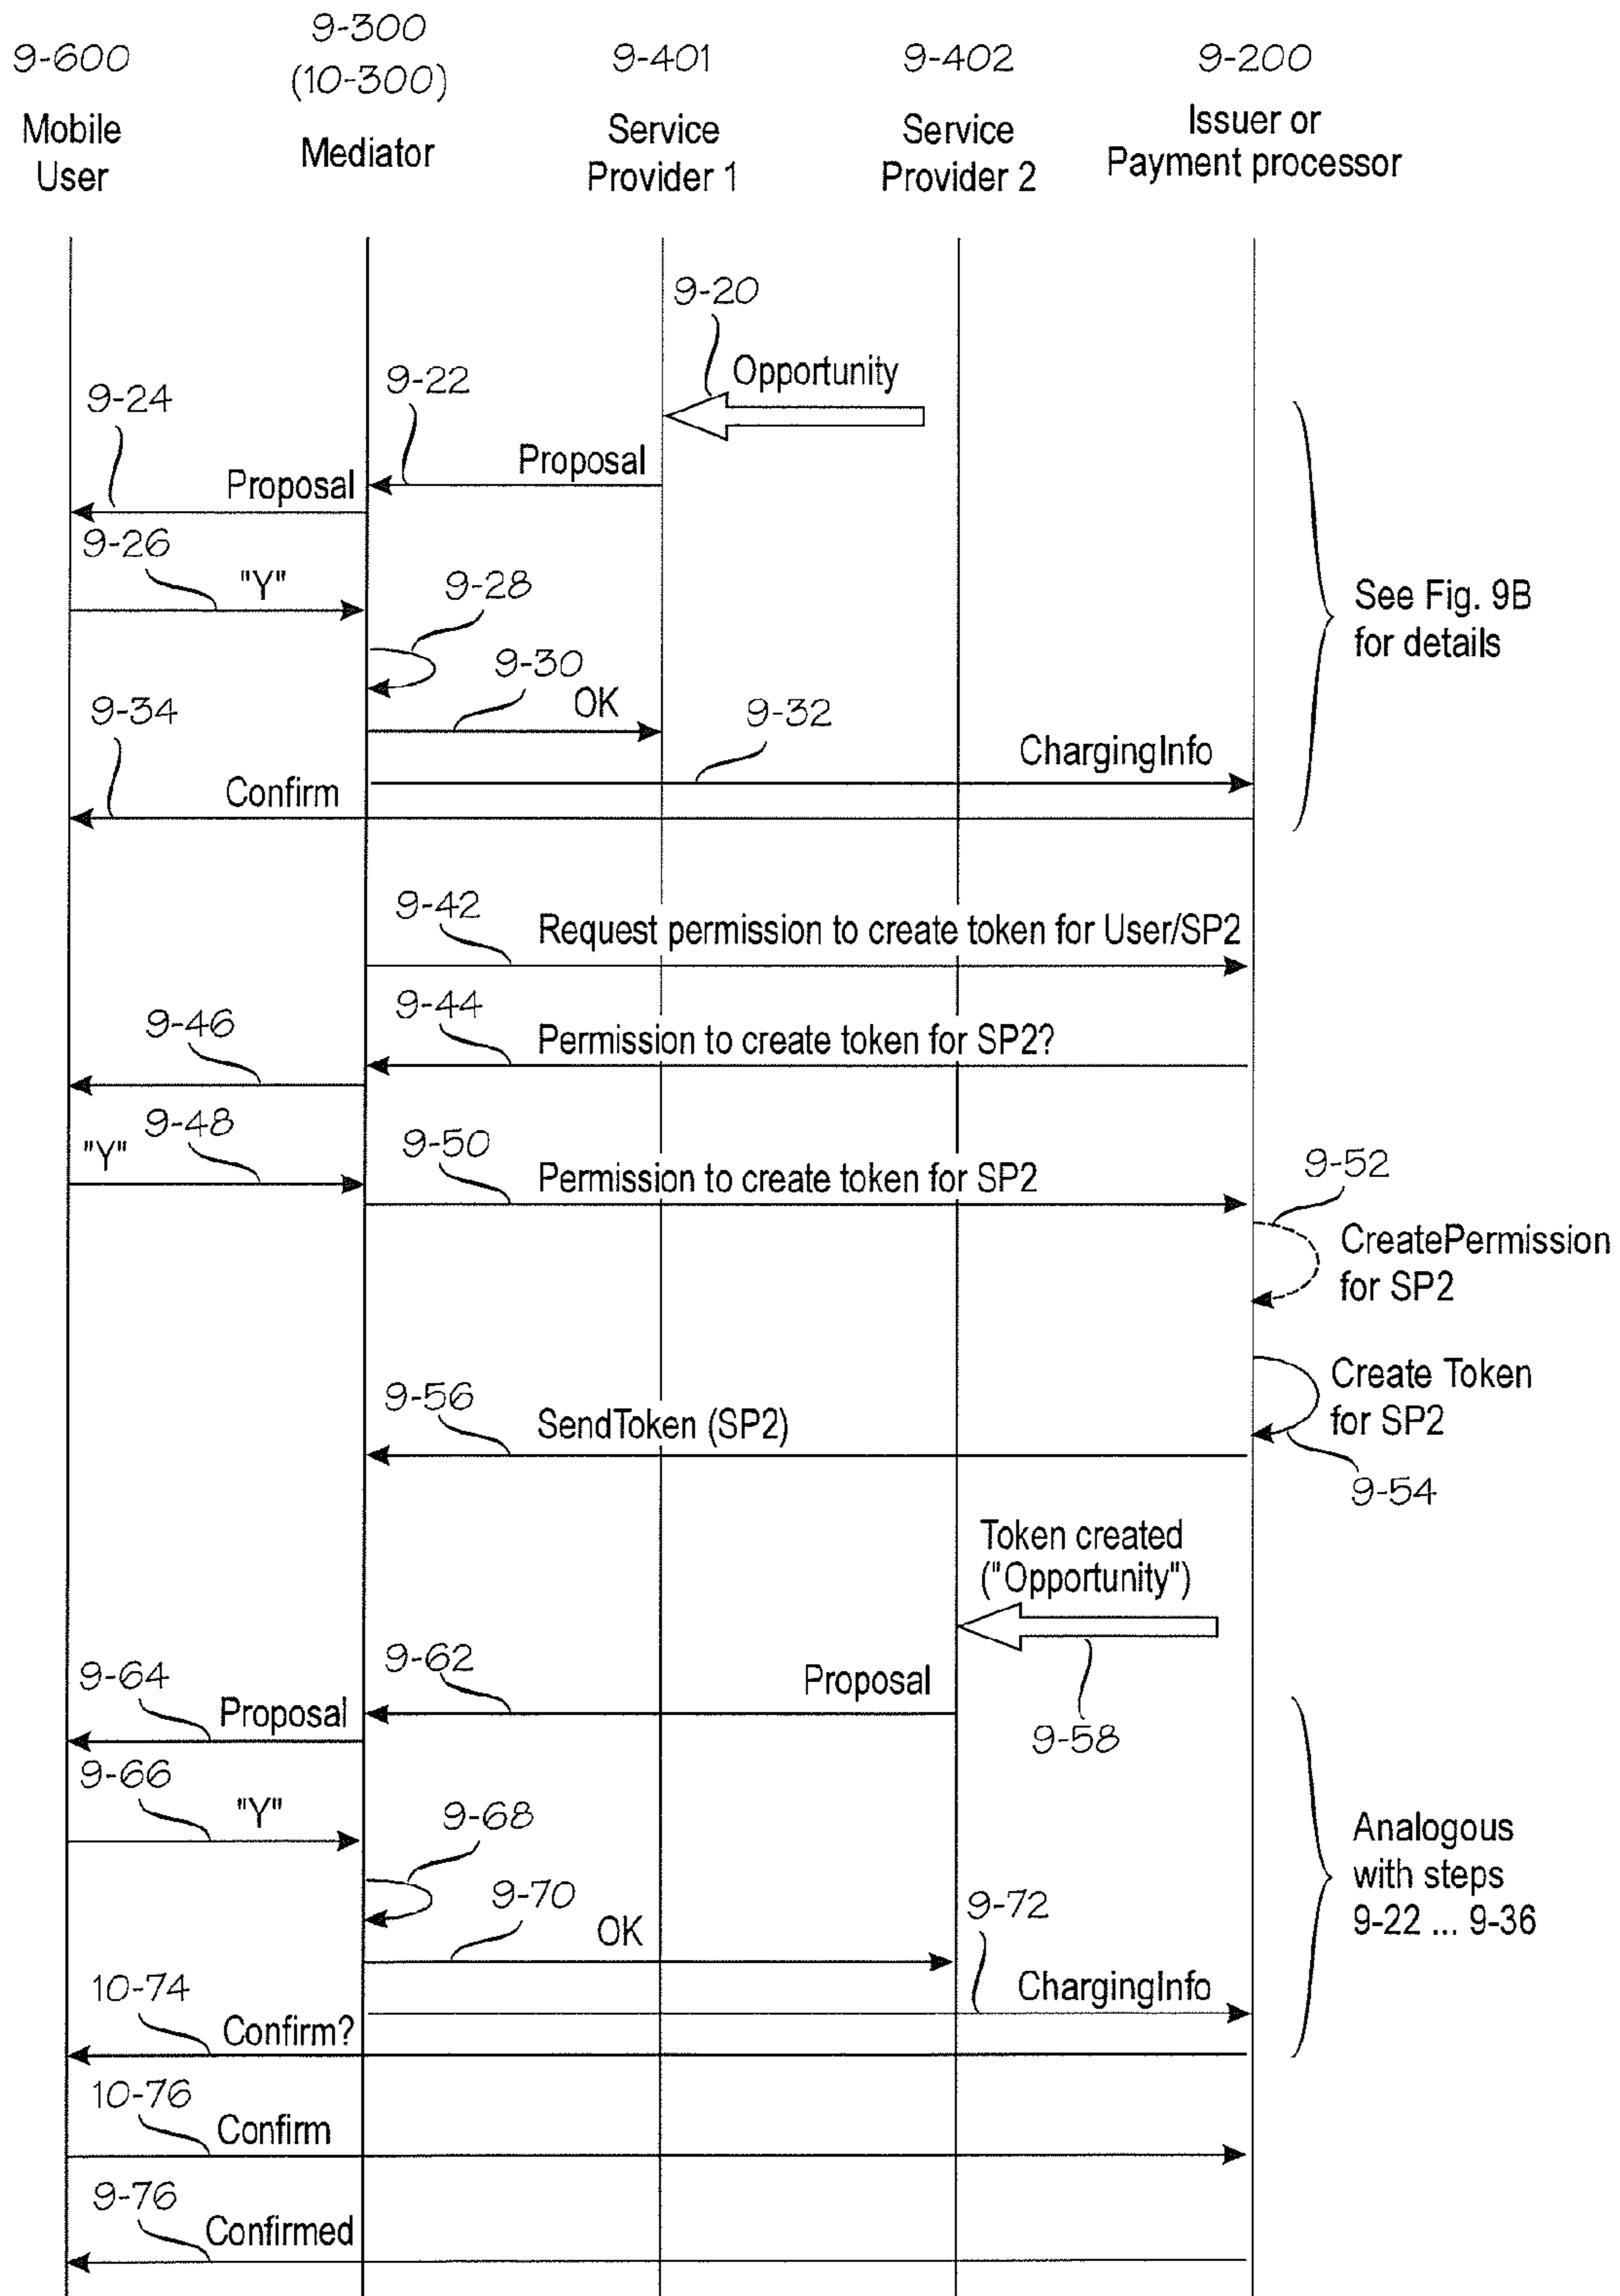 9-600
9-300
(10-300)
9-401
9-402
9-200
Mobile
User
Mediator
Service
Provider 1
Service
Provider 2
Issuer or
Payment processor
9-20
Opportunity
9-22
9-24
Proposal
Proposal
9-26
"Y"
9-28
See Fig. 9B
for details
9-30
OK
9-34
9-32
ChargingInfo
Confirm
9-42
Request permission to create token for User/SP2
9-44
9-46
Permission to create token for SP2?
9-48
"Y"
9-50
Permission to create token for SP2
9-52
CreatePermission
for SP2
Create Token
for SP2
9-56
SendToken (SP2)
9-54
Token created
("Opportunity")
9-62
9-64
Proposal
Proposal
9-58
9-66
"Y"
9-68
Analogous
with steps
9-22 ... 9-36
9-70
OK
9-72
10-74
ChargingInfo
Confirm?
10-76
Confirm
9-76
Confirmed